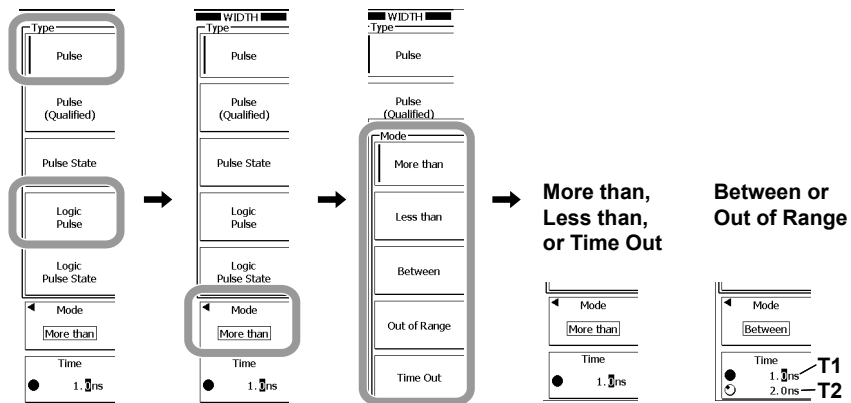 Type
Pulse
Pulse
(Qualified)
Pulse State
Logic
Pulse
Logic
Pulse State
Mode
More than
Time
1.0ns
WIDTH
Type
Pulse
Pulse
(Qualified)
Pulse State
Logic
Pulse
Logic
Pulse State
Mode
More than
Time
1.0ns
WIDTH
Type
Pulse
Pulse
(Qualified)
Mode
More than
Less than
Between
Out of Range
Time Out
More than,
Less than,
or Time Out
Mode
More than
Time
1.0ns
Between or
Out of Range
Mode
Between
Time
1.0ns T1
2.0ns T2